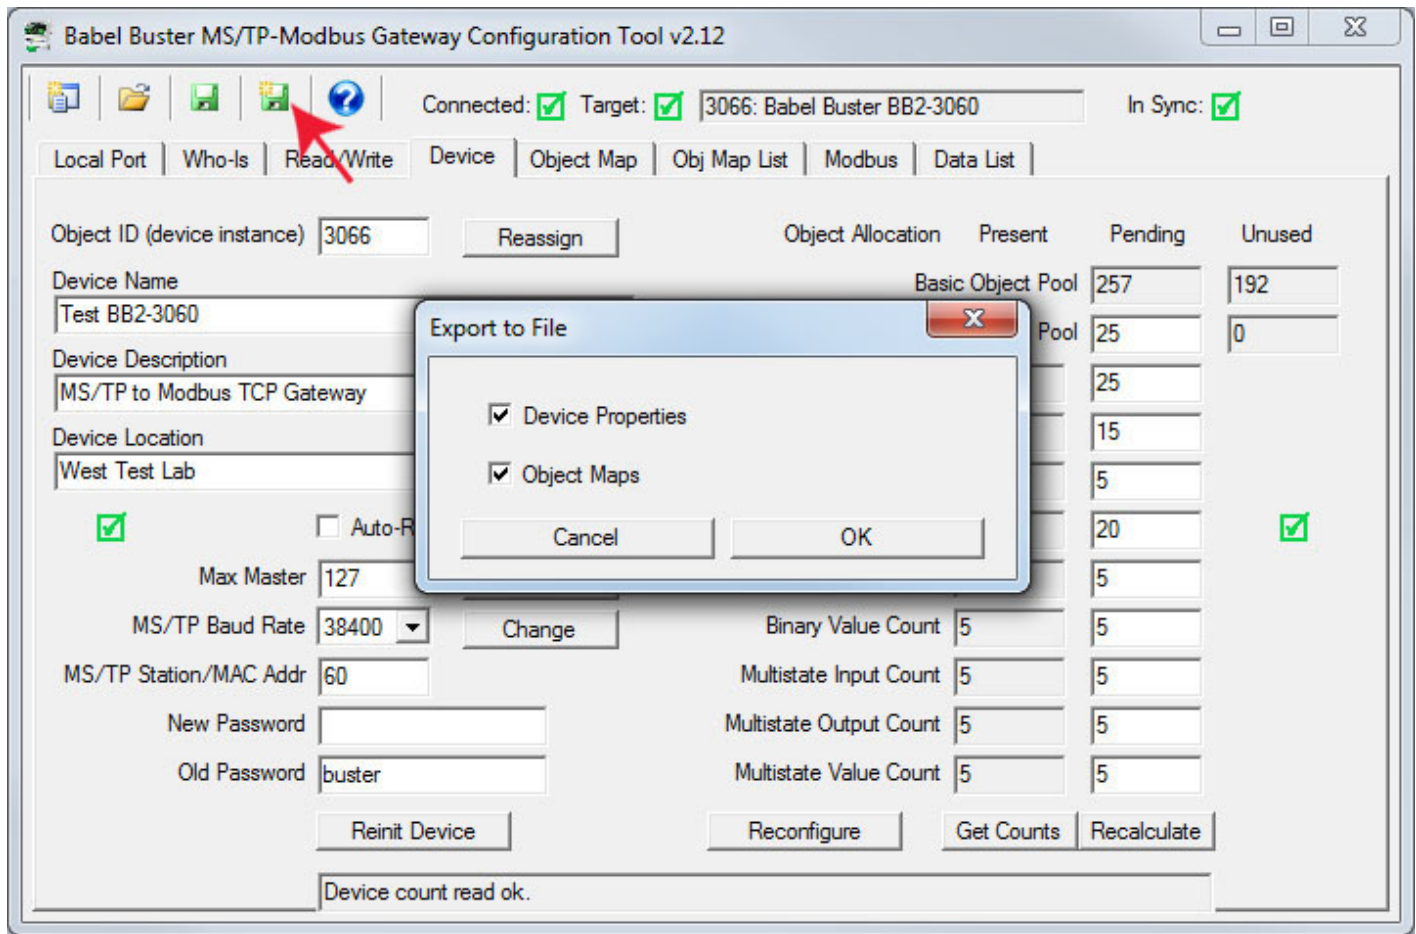 Babel Buster MS/TP-Modbus Gateway Configuration Tool v2.12
Connected: Target: 3066: Babel Buster BB2-3060 In Sync:
Local Port Who-Is Read/Write Device Object Map Obj Map List Modbus Data List
Object ID (device instance) 3066 Reassign Object Allocation Present Pending Unused
Device Name Basic Object Pool 257 192
Test BB2-3060
Export to File
Pool 25 0
Device Description
MS/TP to Modbus TCP Gateway 25
Device Properties
Device Location 15
West Test Lab
Object Maps 5
Auto-R Cancel OK 20
Max Master 127 5
MS/TP Baud Rate 38400 Change Binary Value Count 5 5
MS/TP Station/MAC Addr 60 Multistate Input Count 5 5
New Password Multistate Output Count 5 5
Old Password buster Multistate Value Count 5 5
Reinit Device Reconfigure Get Counts Recalculate
Device count read ok.